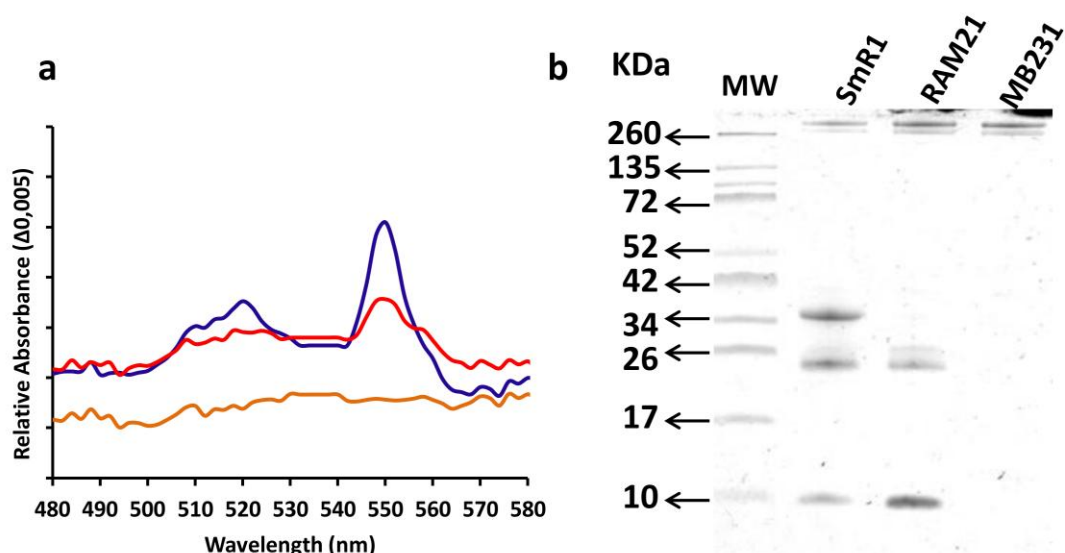 a
Relative Absorbance (Δ0,005)
480 490 500 510 520 530 540 550 560 570 580
Wavelength (nm)
b
KDa
MW
SmR1
RAM21
MB231
260
135
72
52
42
34
26
17
10